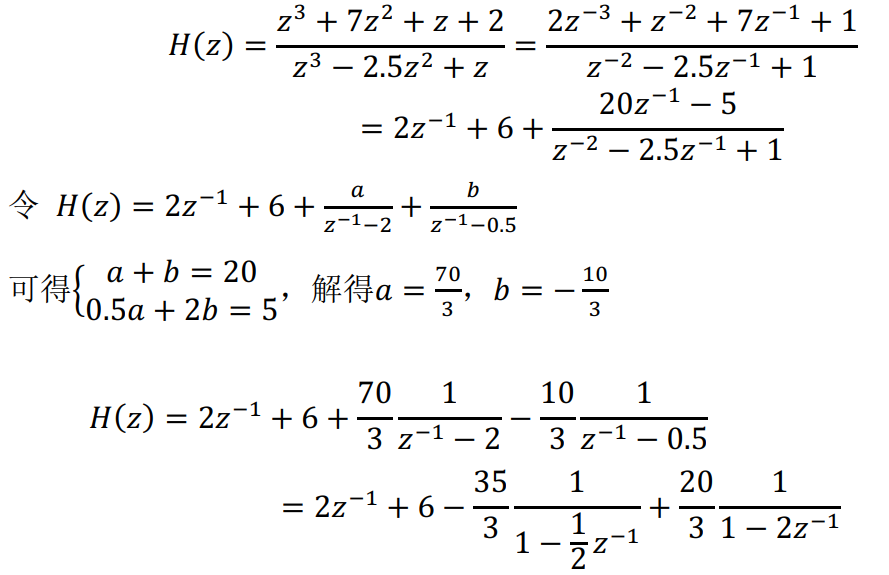 H(z) = \frac{z^3 + 7z^2 + z + 2}{z^3 - 2.5z^2 + z} = \frac{2z^{-3} + z^{-2} + 7z^{-1} + 1}{z^{-2} - 2.5z^{-1} + 1}
= 2z^{-1} + 6 + \frac{20z^{-1} - 5}{z^{-2} - 2.5z^{-1} + 1}
令 H(z) = 2z^{-1} + 6 + \frac{a}{z^{-1}-2} + \frac{b}{z^{-1}-0.5}
可得\begin{cases} a + b = 20 \\ 0.5a + 2b = 5 \end{cases}，解得a = \frac{70}{3}，b = -\frac{10}{3}
H(z) = 2z^{-1} + 6 + \frac{70}{3} \frac{1}{z^{-1} - 2} - \frac{10}{3} \frac{1}{z^{-1} - 0.5}
= 2z^{-1} + 6 - \frac{35}{3} \frac{1}{1 - \frac{1}{2}z^{-1}} + \frac{20}{3} \frac{1}{1 - 2z^{-1}}